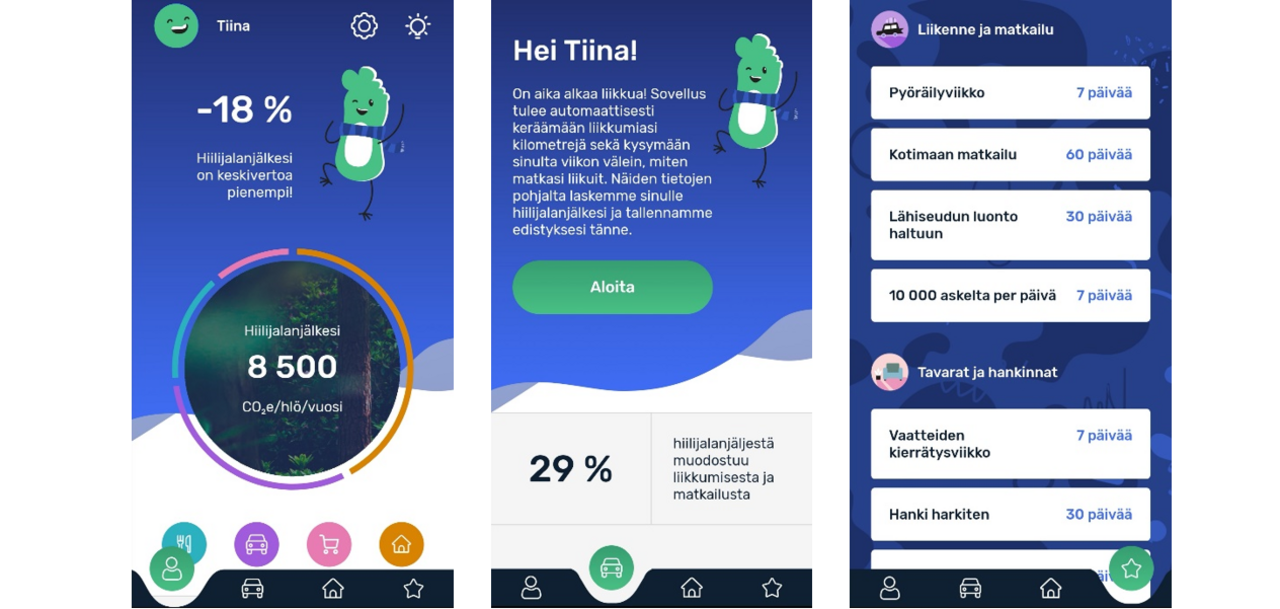 Tiina
-18 %
Hiilijalanjälkesi
on keskivertoa
pienempi!
Hiilijalanjälkesi
8 500
CO₂e/hlö/vuosi
Hei Tiina!
On aika alkaa liikkua! Sovellus
tulee automaattisesti
keräämään liikkumiasi
kilometrejä sekä kysymään
sinulta viikon välein, miten
matkasi liikuit. Näiden tietojen
pohjalta laskemme sinulle
hiilijalanjälkesi ja tallennamme
edistyksesi tänne.
Aloita
29 %
hiilijalanjäljestä
muodostuu
liikkumisesta ja
matkailusta
Liikenne ja matkailu
Pyöräilyviikko 7 päivää
Kotimaan matkailu 60 päivää
Lähiseudun luonto 30 päivää
haltuun
10 000 askelta per päivä 7 päivää
Tavarat ja hankinnat
Vaatteiden 7 päivää
kierrätysviikko
Hanki harkiten 30 päivää